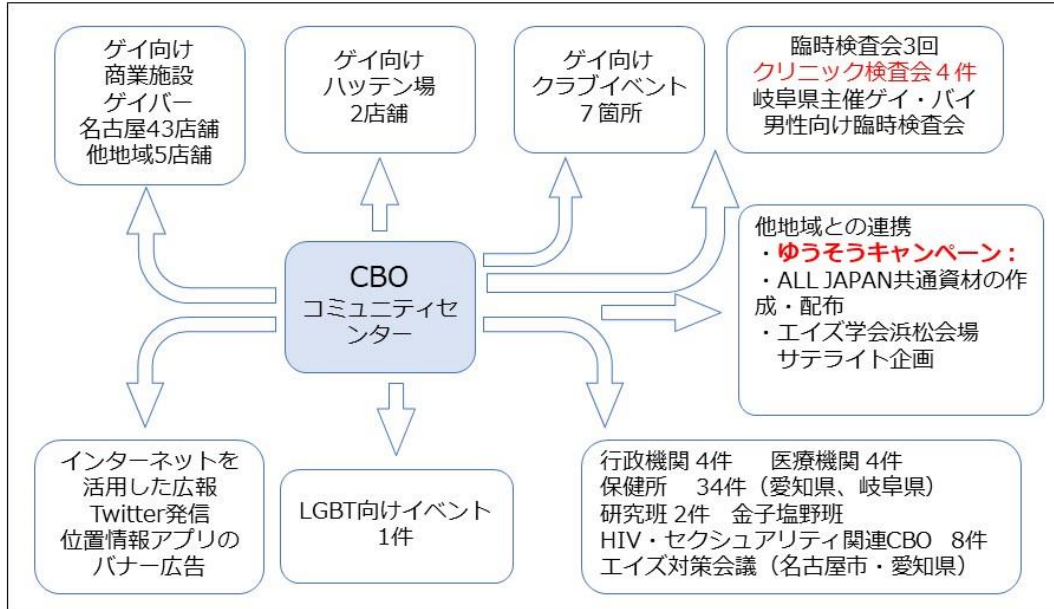 ゲイ向け
商業施設
ゲイバー
名古屋43店舗
他地域5店舗
ゲイ向け
ハッテン場
2店舗
ゲイ向け
クラブイベント
７箇所
臨時検査会3回
クリニック検査会４件
岐阜県主催ゲイ・バイ
男性向け臨時検査会
CBO
コミュニティセ
ンター
他地域との連携
・ゆうそうキャンペーン：
・ALL JAPAN共通資材の作
成・配布
・エイズ学会浜松会場
サテライト企画
インターネットを
活用した広報
Twitter発信
位置情報アプリの
バナー広告
LGBT向けイベント
1件
行政機関 4件　医療機関 4件
保健所　34件（愛知県、岐阜県）
研究班 2件　金子塩野班
HIV・セクシュアリティ関連CBO　8件
エイズ対策会議（名古屋市・愛知県）